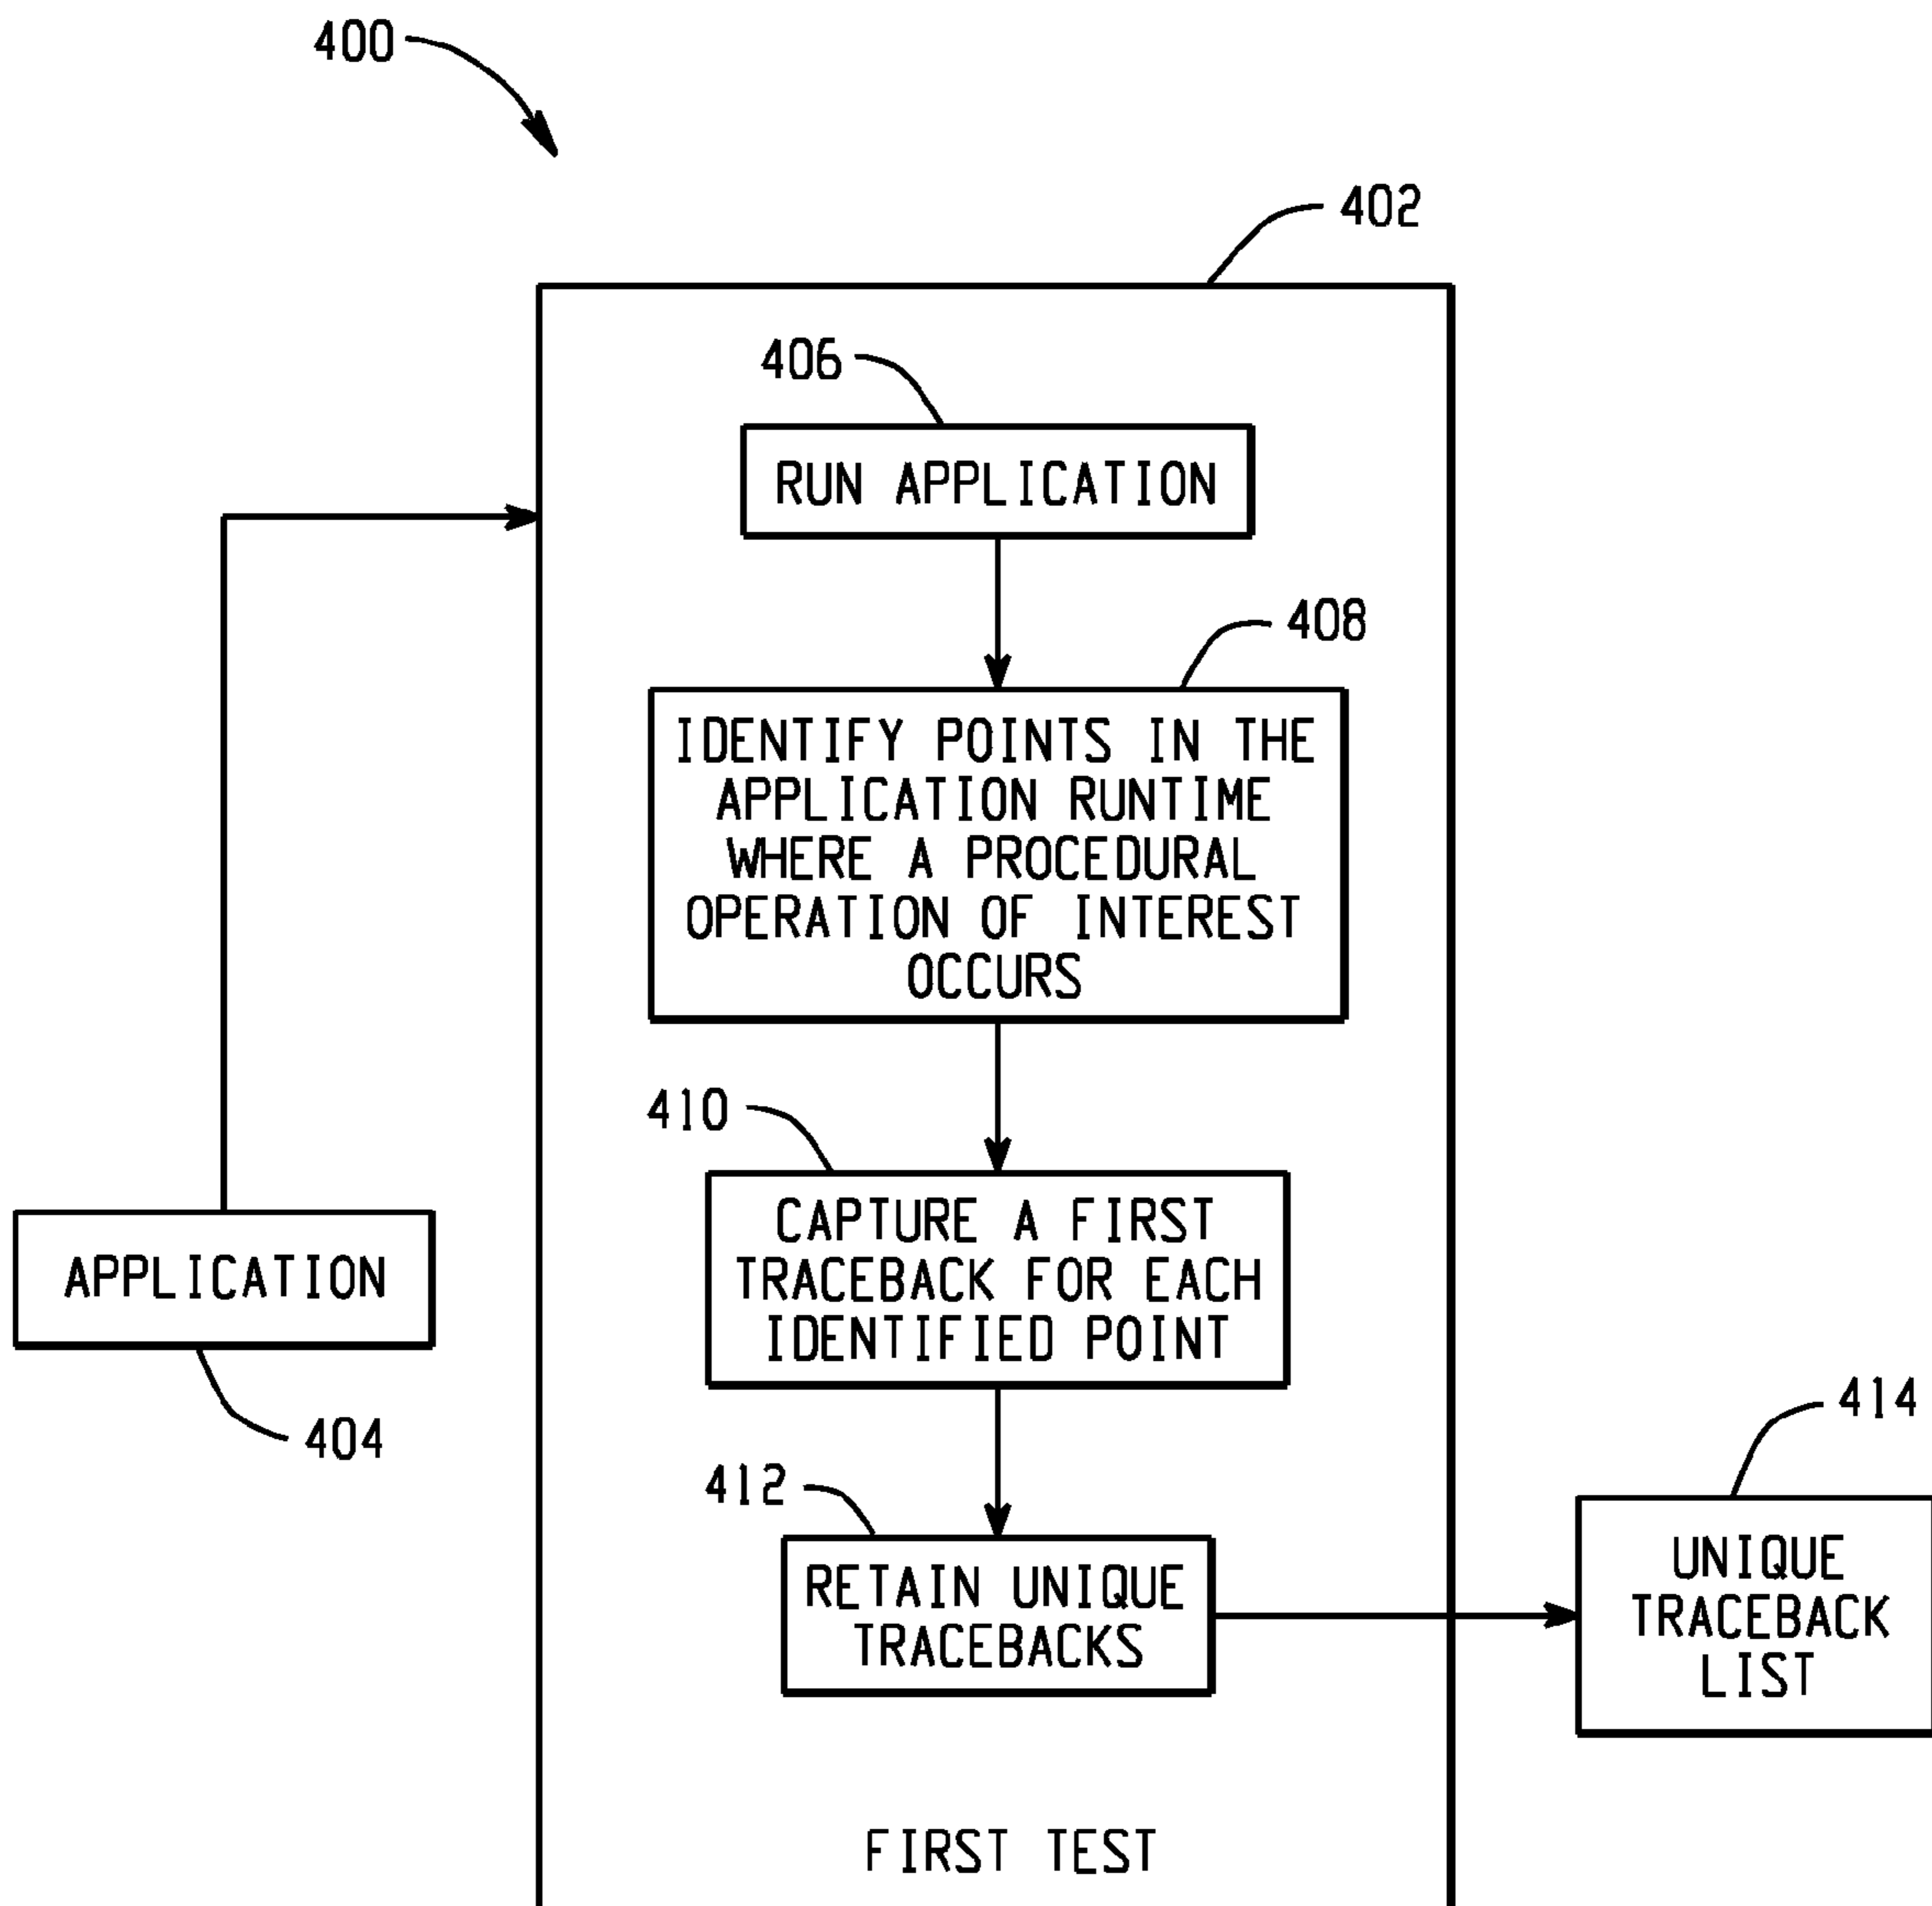 400
402
406
RUN APPLICATION
408
IDENTIFY POINTS IN THE
APPLICATION RUNTIME
WHERE A PROCEDURAL
OPERATION OF INTEREST
OCCURS
410
CAPTURE A FIRST
TRACEBACK FOR EACH
IDENTIFIED POINT
APPLICATION
404
412
RETAIN UNIQUE
TRACEBACKS
414
UNIQUE
TRACEBACK
LIST
FIRST TEST